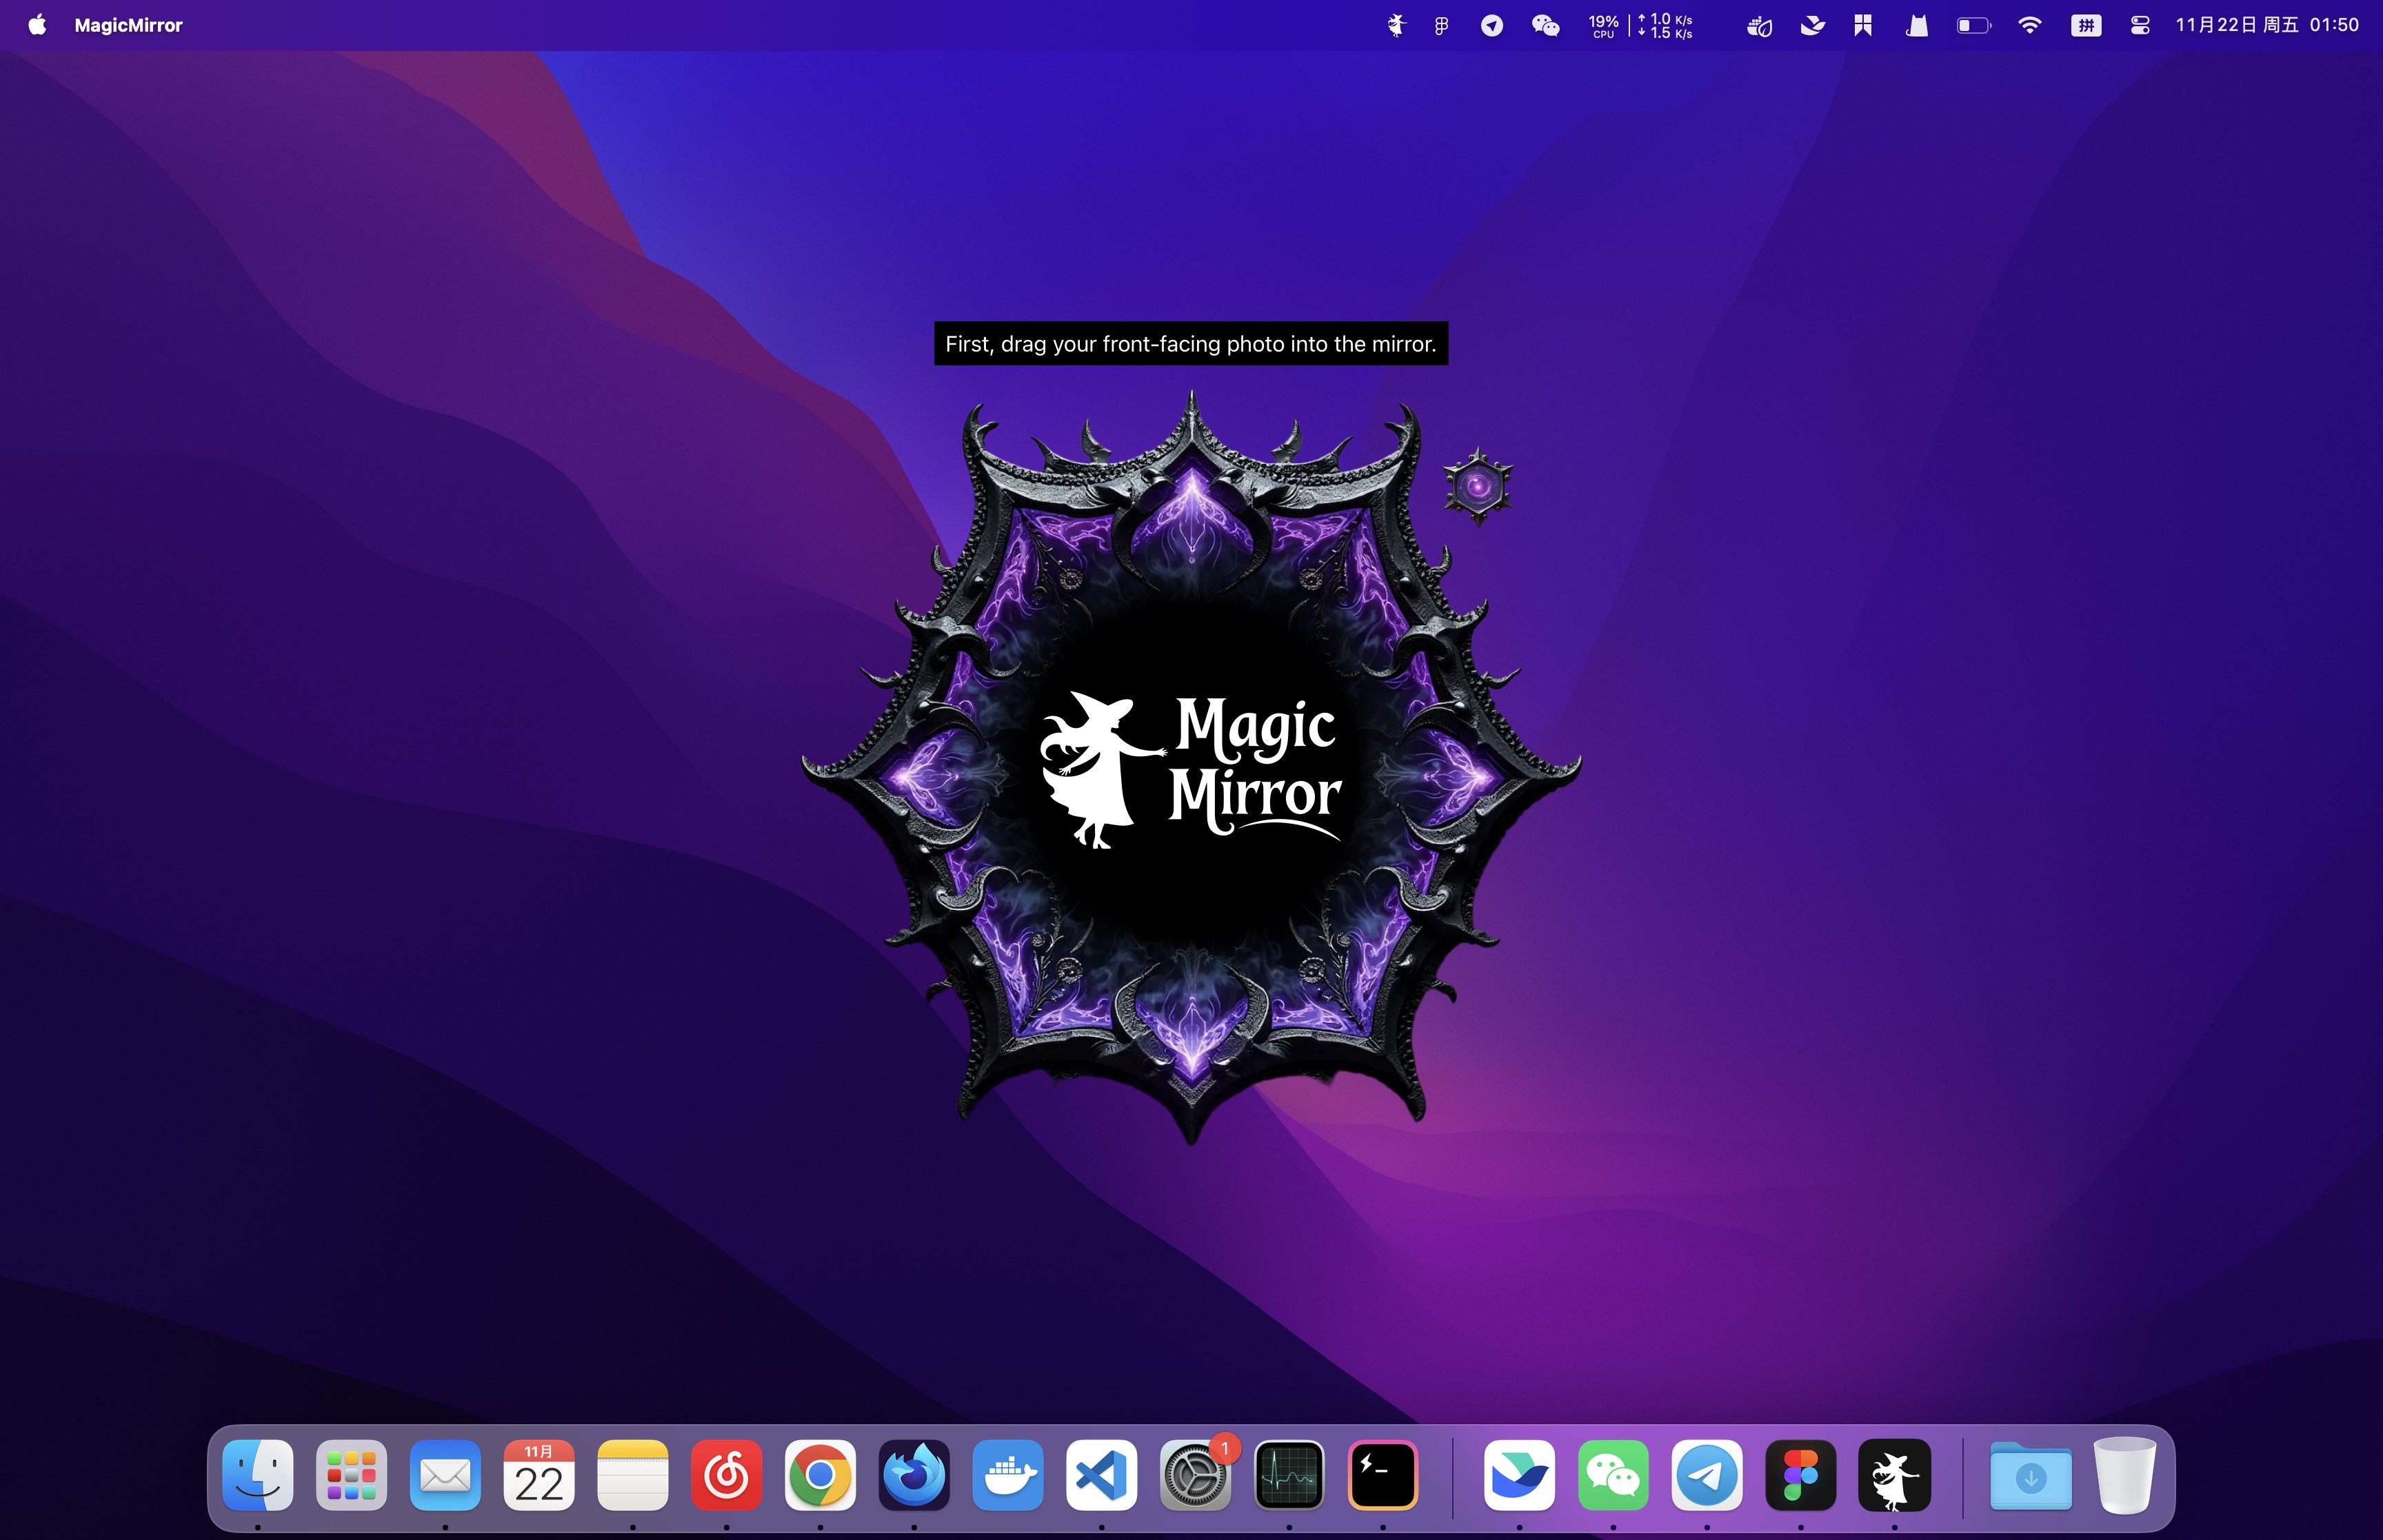 MagicMirror
19%
CPU
↑ 1.0 K/s
↓ 1.5 K/s
拼
11月22日 周五 01:50
First, drag your front-facing photo into the mirror.
Magic
Mirror
11月
22
1